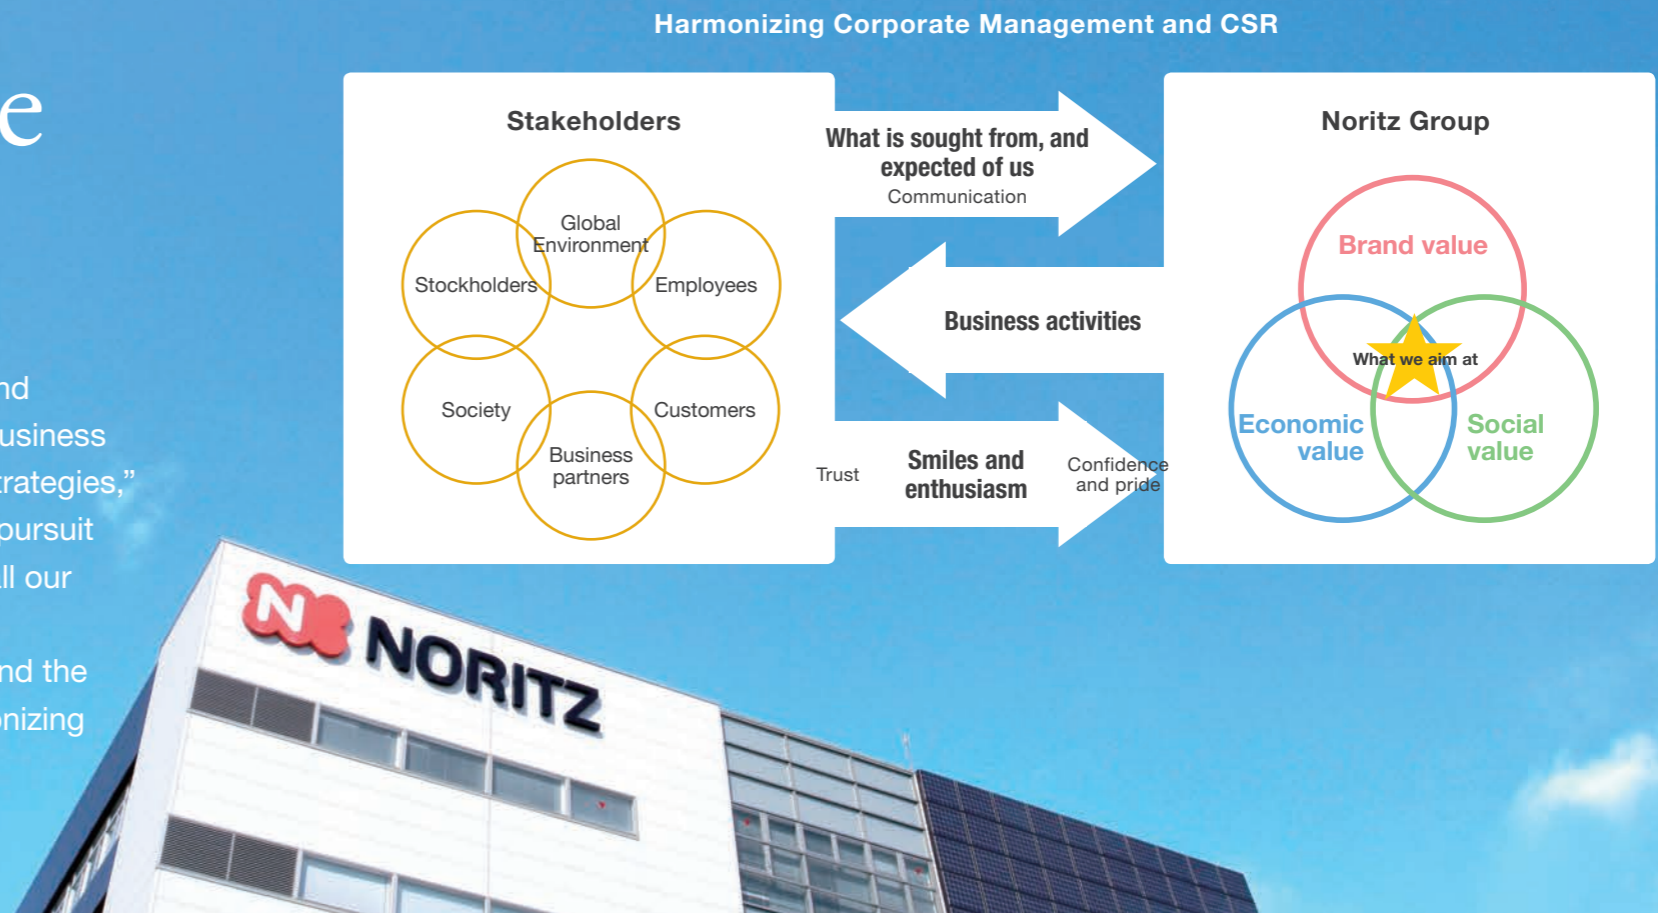 Harmonizing Corporate Management and CSR
e
nd
usiness
trategies,”
pursuit
ll our
nd the
onizing
Stakeholders
Global
Environment
Stockholders
Employees
Society
Customers
Business
partners
What is sought from, and
expected of us
Communication
Business activities
Trust
Smiles and
enthusiasm
Confidence
and pride
Noritz Group
Brand value
What we aim at
Economic
value
Social
value
N
NORITZ